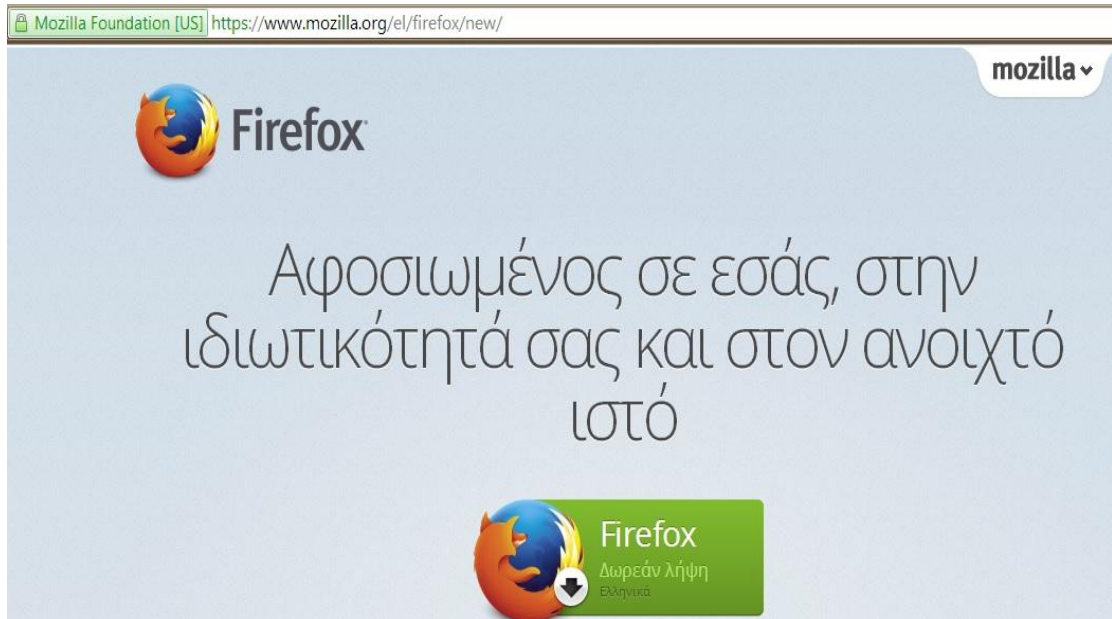 Mozilla Foundation [US] https://www.mozilla.org/el/firefox/new/
mozilla
Firefox
Αφοσιωμένος σε εσάς, στην
ιδιωτικότητά σας και στον ανοιχτό
ιστό
Firefox
Δωρεάν λήψη
Ελληνικά